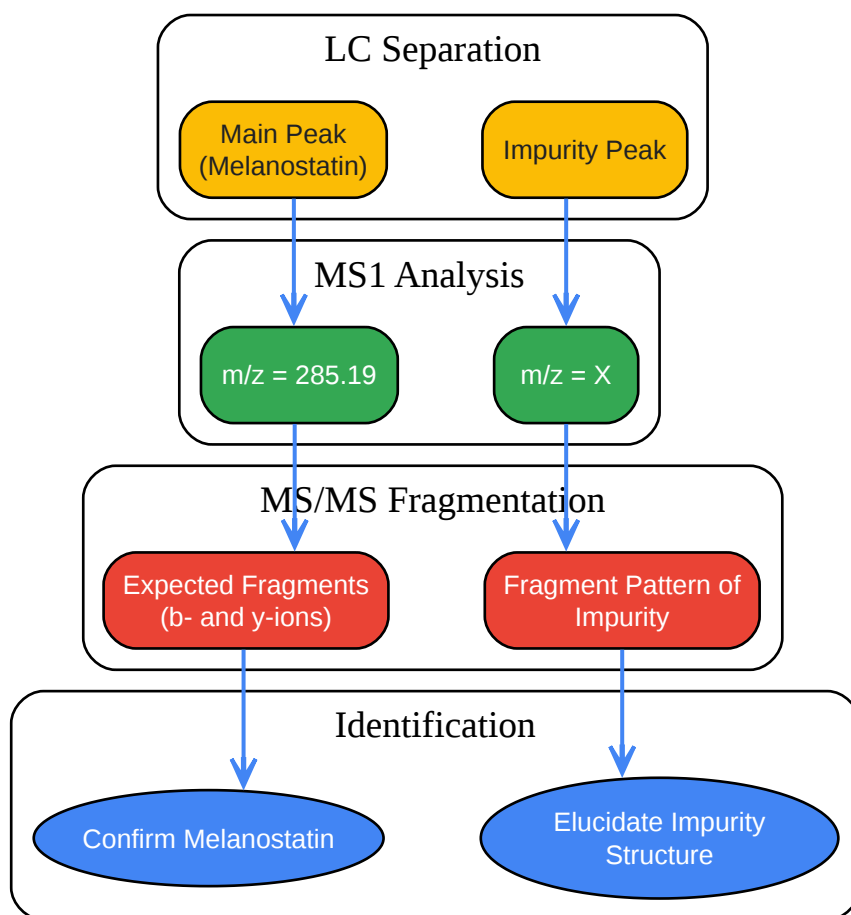 LC Separation
Main Peak
(Melanostatin)
Impurity Peak
MS1 Analysis
m/z = 285.19
m/z = X
MS/MS Fragmentation
Expected Fragments
(b- and y-ions)
Fragment Pattern of
Impurity
Identification
Confirm Melanostatin
Elucidate Impurity
Structure